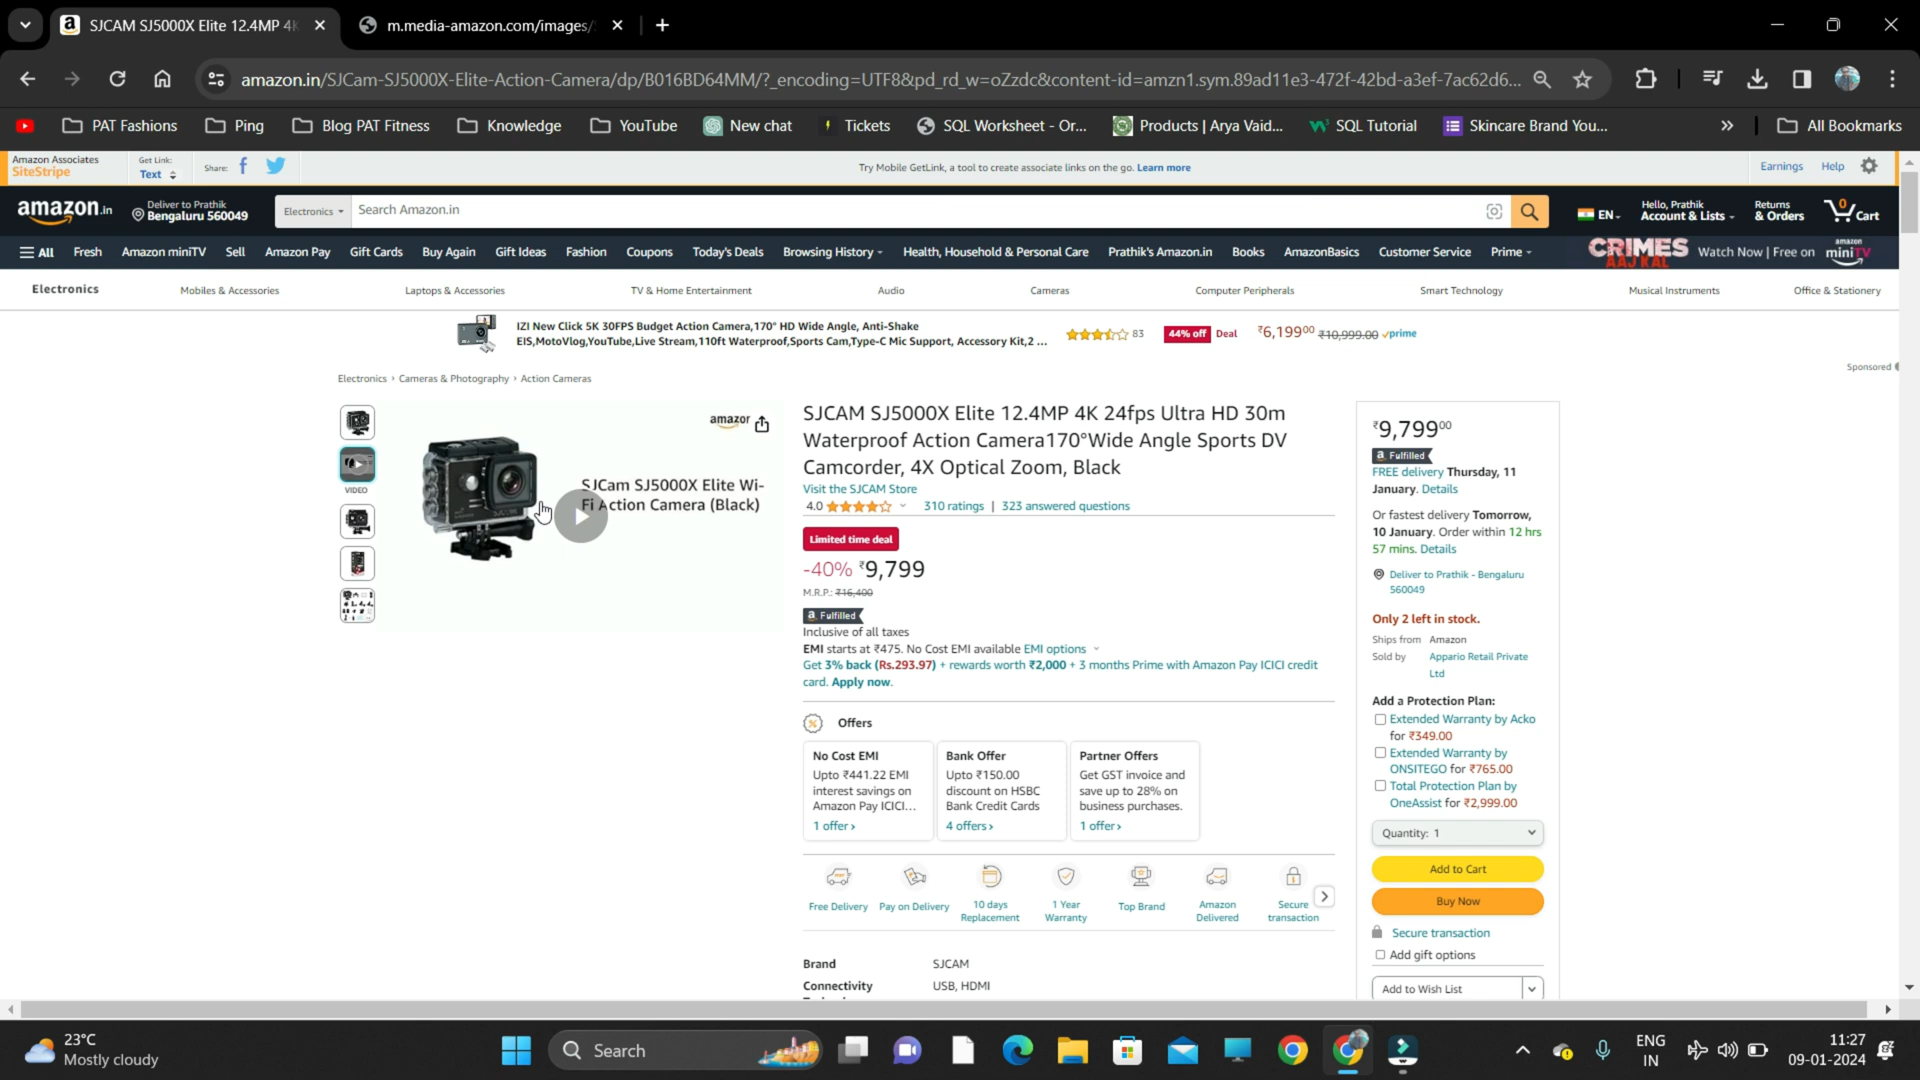 SJCAM SJ5000X Elite 12.4MP 4K
m.media-amazon.com/images/
amazon.in/SJCam-SJ5000X-Elite-Action-Camera/dp/B016BD64MM/?_encoding=UTF8&pd_rd_w=oZzdc&content-id=amzn1.sym.89ad11e3-472f-42bd-a3ef-7ac62d6...
PAT Fashions Ping Blog PAT Fitness Knowledge YouTube New chat Tickets SQL Worksheet - Or... Products | Arya Vaid... SQL Tutorial Skincare Brand You... » All Bookmarks
Amazon Associates
SiteStripe
Get Link:
Text
Share:
Try Mobile GetLink, a tool to create associate links on the go. Learn more
Earnings Help
amazon.in
Deliver to Prathik
Bengaluru 560049
Electronics
Search Amazon.in
EN
Hello, Prathik
Account & Lists
Returns
& Orders
0
Cart
All Fresh Amazon miniTV Sell Amazon Pay Gift Cards Buy Again Gift Ideas Fashion Coupons Today's Deals Browsing History Health, Household & Personal Care Prathik's Amazon.in Books AmazonBasics Customer Service Prime
CRIMES
AAJ KAL
Watch Now | Free on
amazon
miniTV
Electronics Mobiles & Accessories Laptops & Accessories TV & Home Entertainment Audio Cameras Computer Peripherals Smart Technology Musical Instruments Office & Stationery
IZI New Click 5K 30FPS Budget Action Camera,170° HD Wide Angle, Anti-Shake
EIS,MotoVlog,YouTube,Live Stream,110ft Waterproof,Sports Cam,Type-C Mic Support, Accessory Kit,2 ...
83
44% off Deal
₹6,199⁰⁰ ₹10,999.00 prime
Sponsored
Electronics › Cameras & Photography › Action Cameras
VIDEO
amazon
SJCam SJ5000X Elite Wi-
Fi Action Camera (Black)
SJCAM SJ5000X Elite 12.4MP 4K 24fps Ultra HD 30m
Waterproof Action Camera170°Wide Angle Sports DV
Camcorder, 4X Optical Zoom, Black
Visit the SJCAM Store
4.0 310 ratings | 323 answered questions
Limited time deal
-40% ₹9,799
M.R.P.: ₹16,400
a Fulfilled
Inclusive of all taxes
EMI starts at ₹475. No Cost EMI available EMI options
Get 3% back (Rs.293.97) + rewards worth ₹2,000 + 3 months Prime with Amazon Pay ICICI credit
card. Apply now.
Offers
No Cost EMI
Upto ₹441.22 EMI
interest savings on
Amazon Pay ICICI...
1 offer ›
Bank Offer
Upto ₹150.00
discount on HSBC
Bank Credit Cards
4 offers ›
Partner Offers
Get GST invoice and
save up to 28% on
business purchases.
1 offer ›
Free Delivery
Pay on Delivery
10 days
Replacement
1 Year
Warranty
Top Brand
Amazon
Delivered
Secure
transaction
Brand SJCAM
Connectivity USB, HDMI
₹9,799⁰⁰
a Fulfilled
FREE delivery Thursday, 11
January. Details
Or fastest delivery Tomorrow,
10 January. Order within 12 hrs
57 mins. Details
Deliver to Prathik - Bengaluru
560049
Only 2 left in stock.
Ships from Amazon
Sold by Appario Retail Private
Ltd
Add a Protection Plan:
Extended Warranty by Acko
for ₹349.00
Extended Warranty by
ONSITEGO for ₹765.00
Total Protection Plan by
OneAssist for ₹2,999.00
Quantity: 1
Add to Cart
Buy Now
Secure transaction
Add gift options
Add to Wish List
23°C
Mostly cloudy
Search
ENG
IN
11:27
09-01-2024